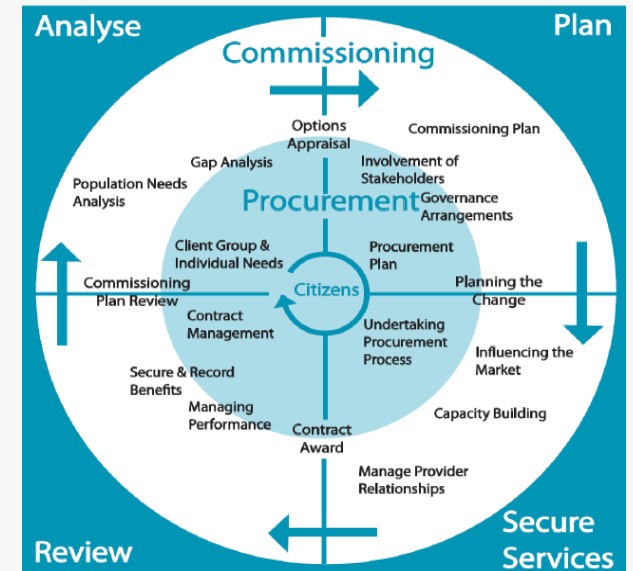 Analyse
Plan
Commissioning
Options
Appraisal
Commissioning Plan
Gap Analysis
Involvement of
Stakeholders
Population Needs
Analysis
Procurement
Governance
Arrangements
Client Group &
Individual Needs
Procurement
Plan
Commissioning
Plan Review
Citizens
Planning the
Change
Contract
Management
Undertaking
Procurement
Process
Influencing the
Market
Secure & Record
Benefits
Managing
Performance
Capacity Building
Contract
Award
Manage Provider
Relationships
Review
Secure
Services